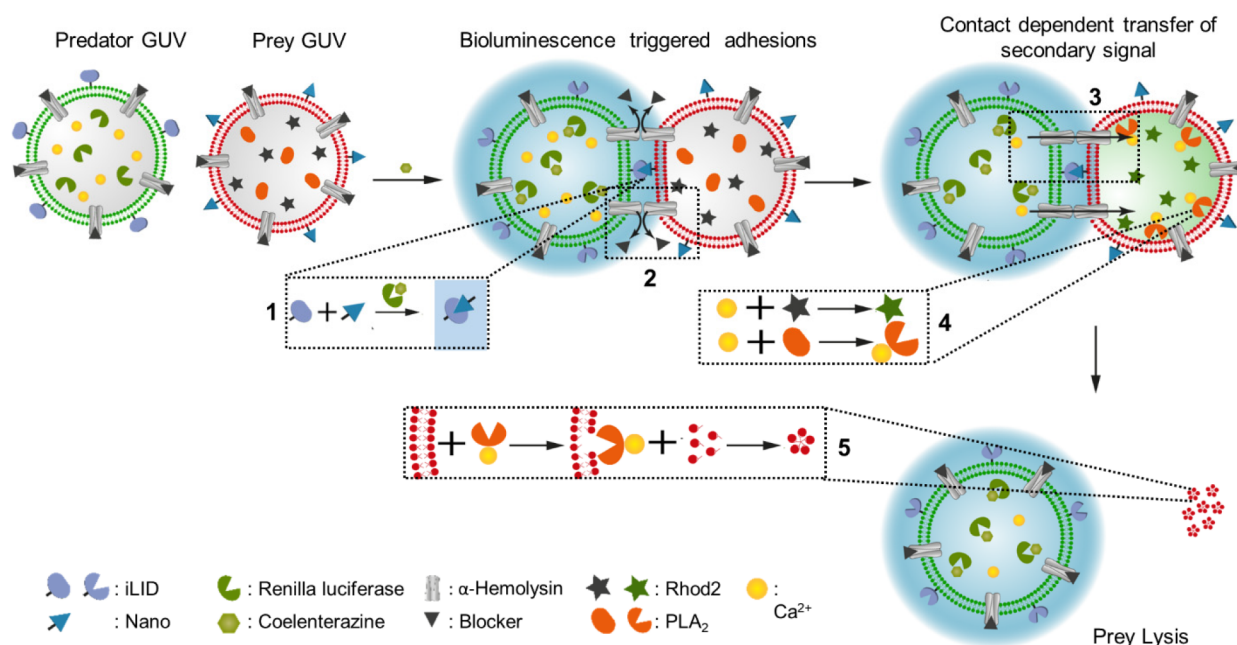 Predator GUV
Prey GUV
Bioluminescence triggered adhesions
Contact dependent transfer of
secondary signal
3
1
2
4
5
: iLID
: Renilla luciferase
: α-Hemolysin
: Rhod2
:
Ca²⁺
: Nano
: Coelenterazine
: Blocker
: PLA₂
Prey Lysis